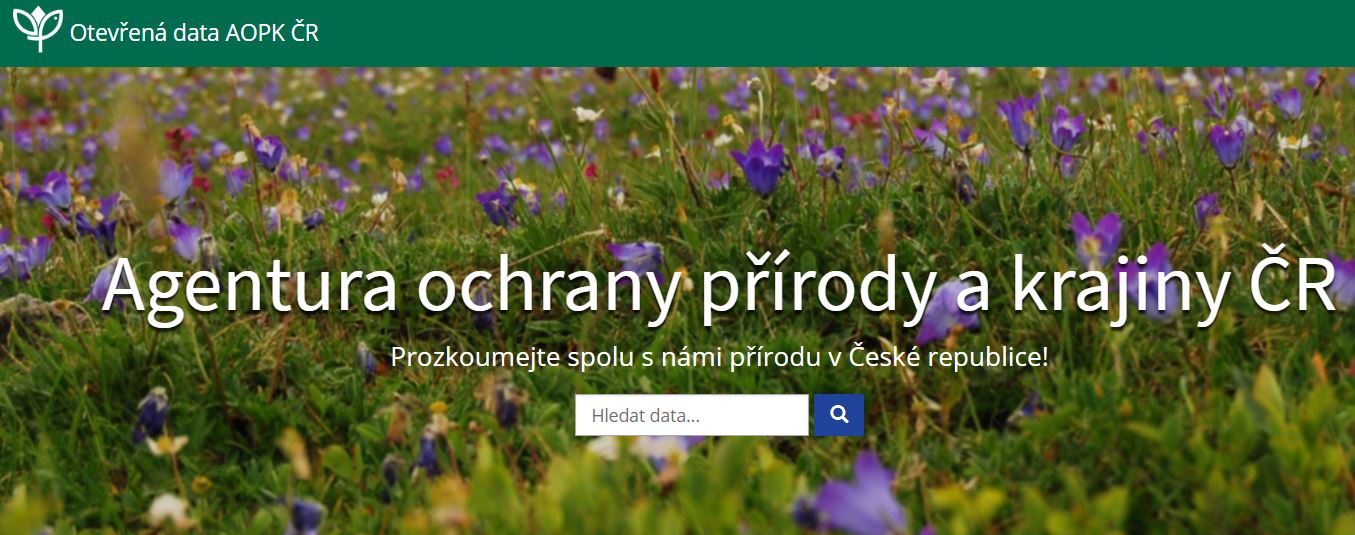 Otevřená data AOPK ČR
Agentura ochrany přírody a krajiny ČR
Prozkoumejte spolu s námi přírodu v České republice!
Hledat data...